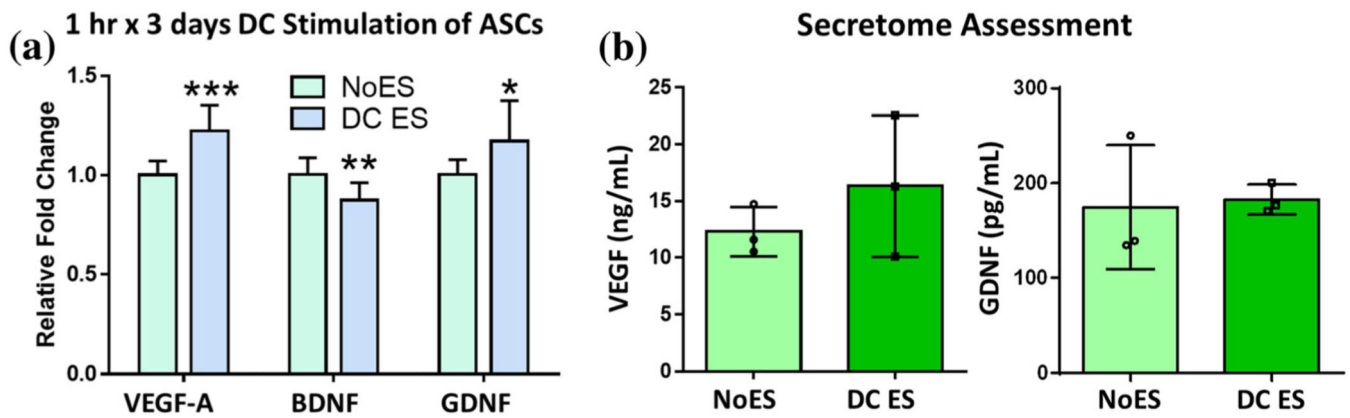 1 hr x 3 days DC Stimulation of ASCs
(a)
Relative Fold Change
1.5
1.0
0.5
0.0
NoES
DC ES
***
**
*
VEGF-A BDNF GDNF
Secretome Assessment
(b)
VEGF (ng/mL)
25
20
15
10
5
0
NoES DC ES
GDNF (pg/mL)
300
200
100
0
NoES DC ES